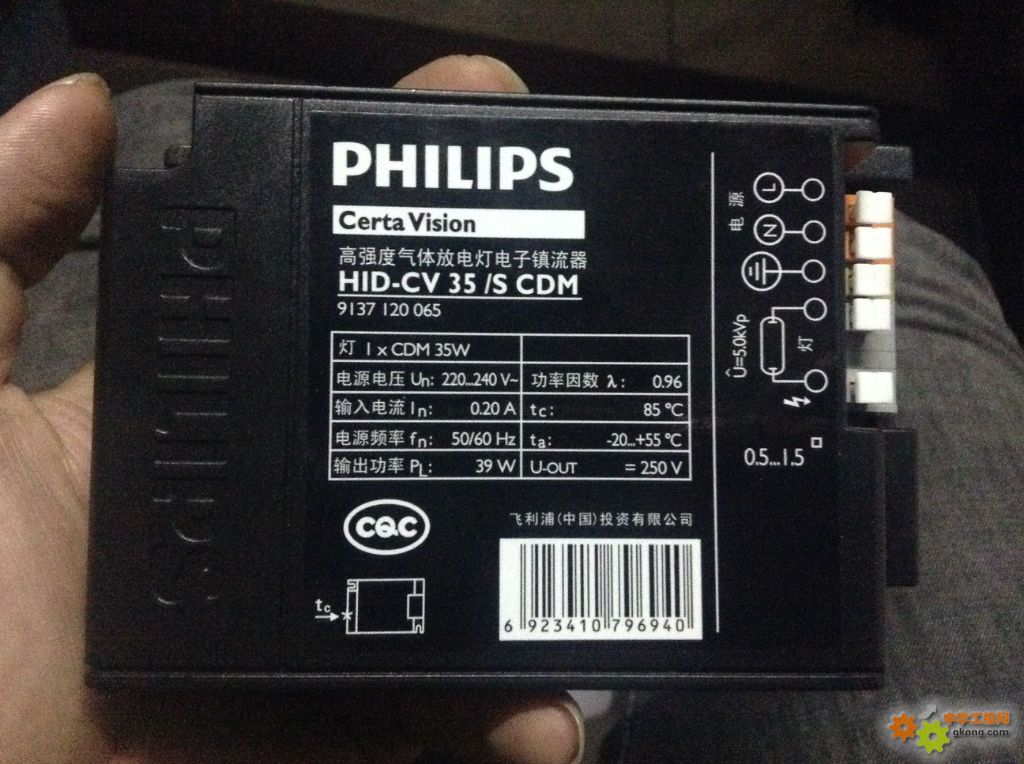 PHILIPS
PHILIPS
Certa Vision
高强度气体放电灯电子镇流器
HID-CV 35 /S CDM
9137 120 065
灯 1 x CDM 35W
电源电压 Un: 220...240 V~ 功率因数 λ: 0.96
输入电流 In: 0.20 A tc: 85 °C
电源频率 fn: 50/60 Hz ta: -20...+55 °C
输出功率 PL: 39 W U-OUT = 250 V
CQC
飞利浦(中国)投资有限公司
tc
6 923410 796940
电源
L
N
灯
Û=5.0kVp
0.5...1.5
中华工控网
gkong.com